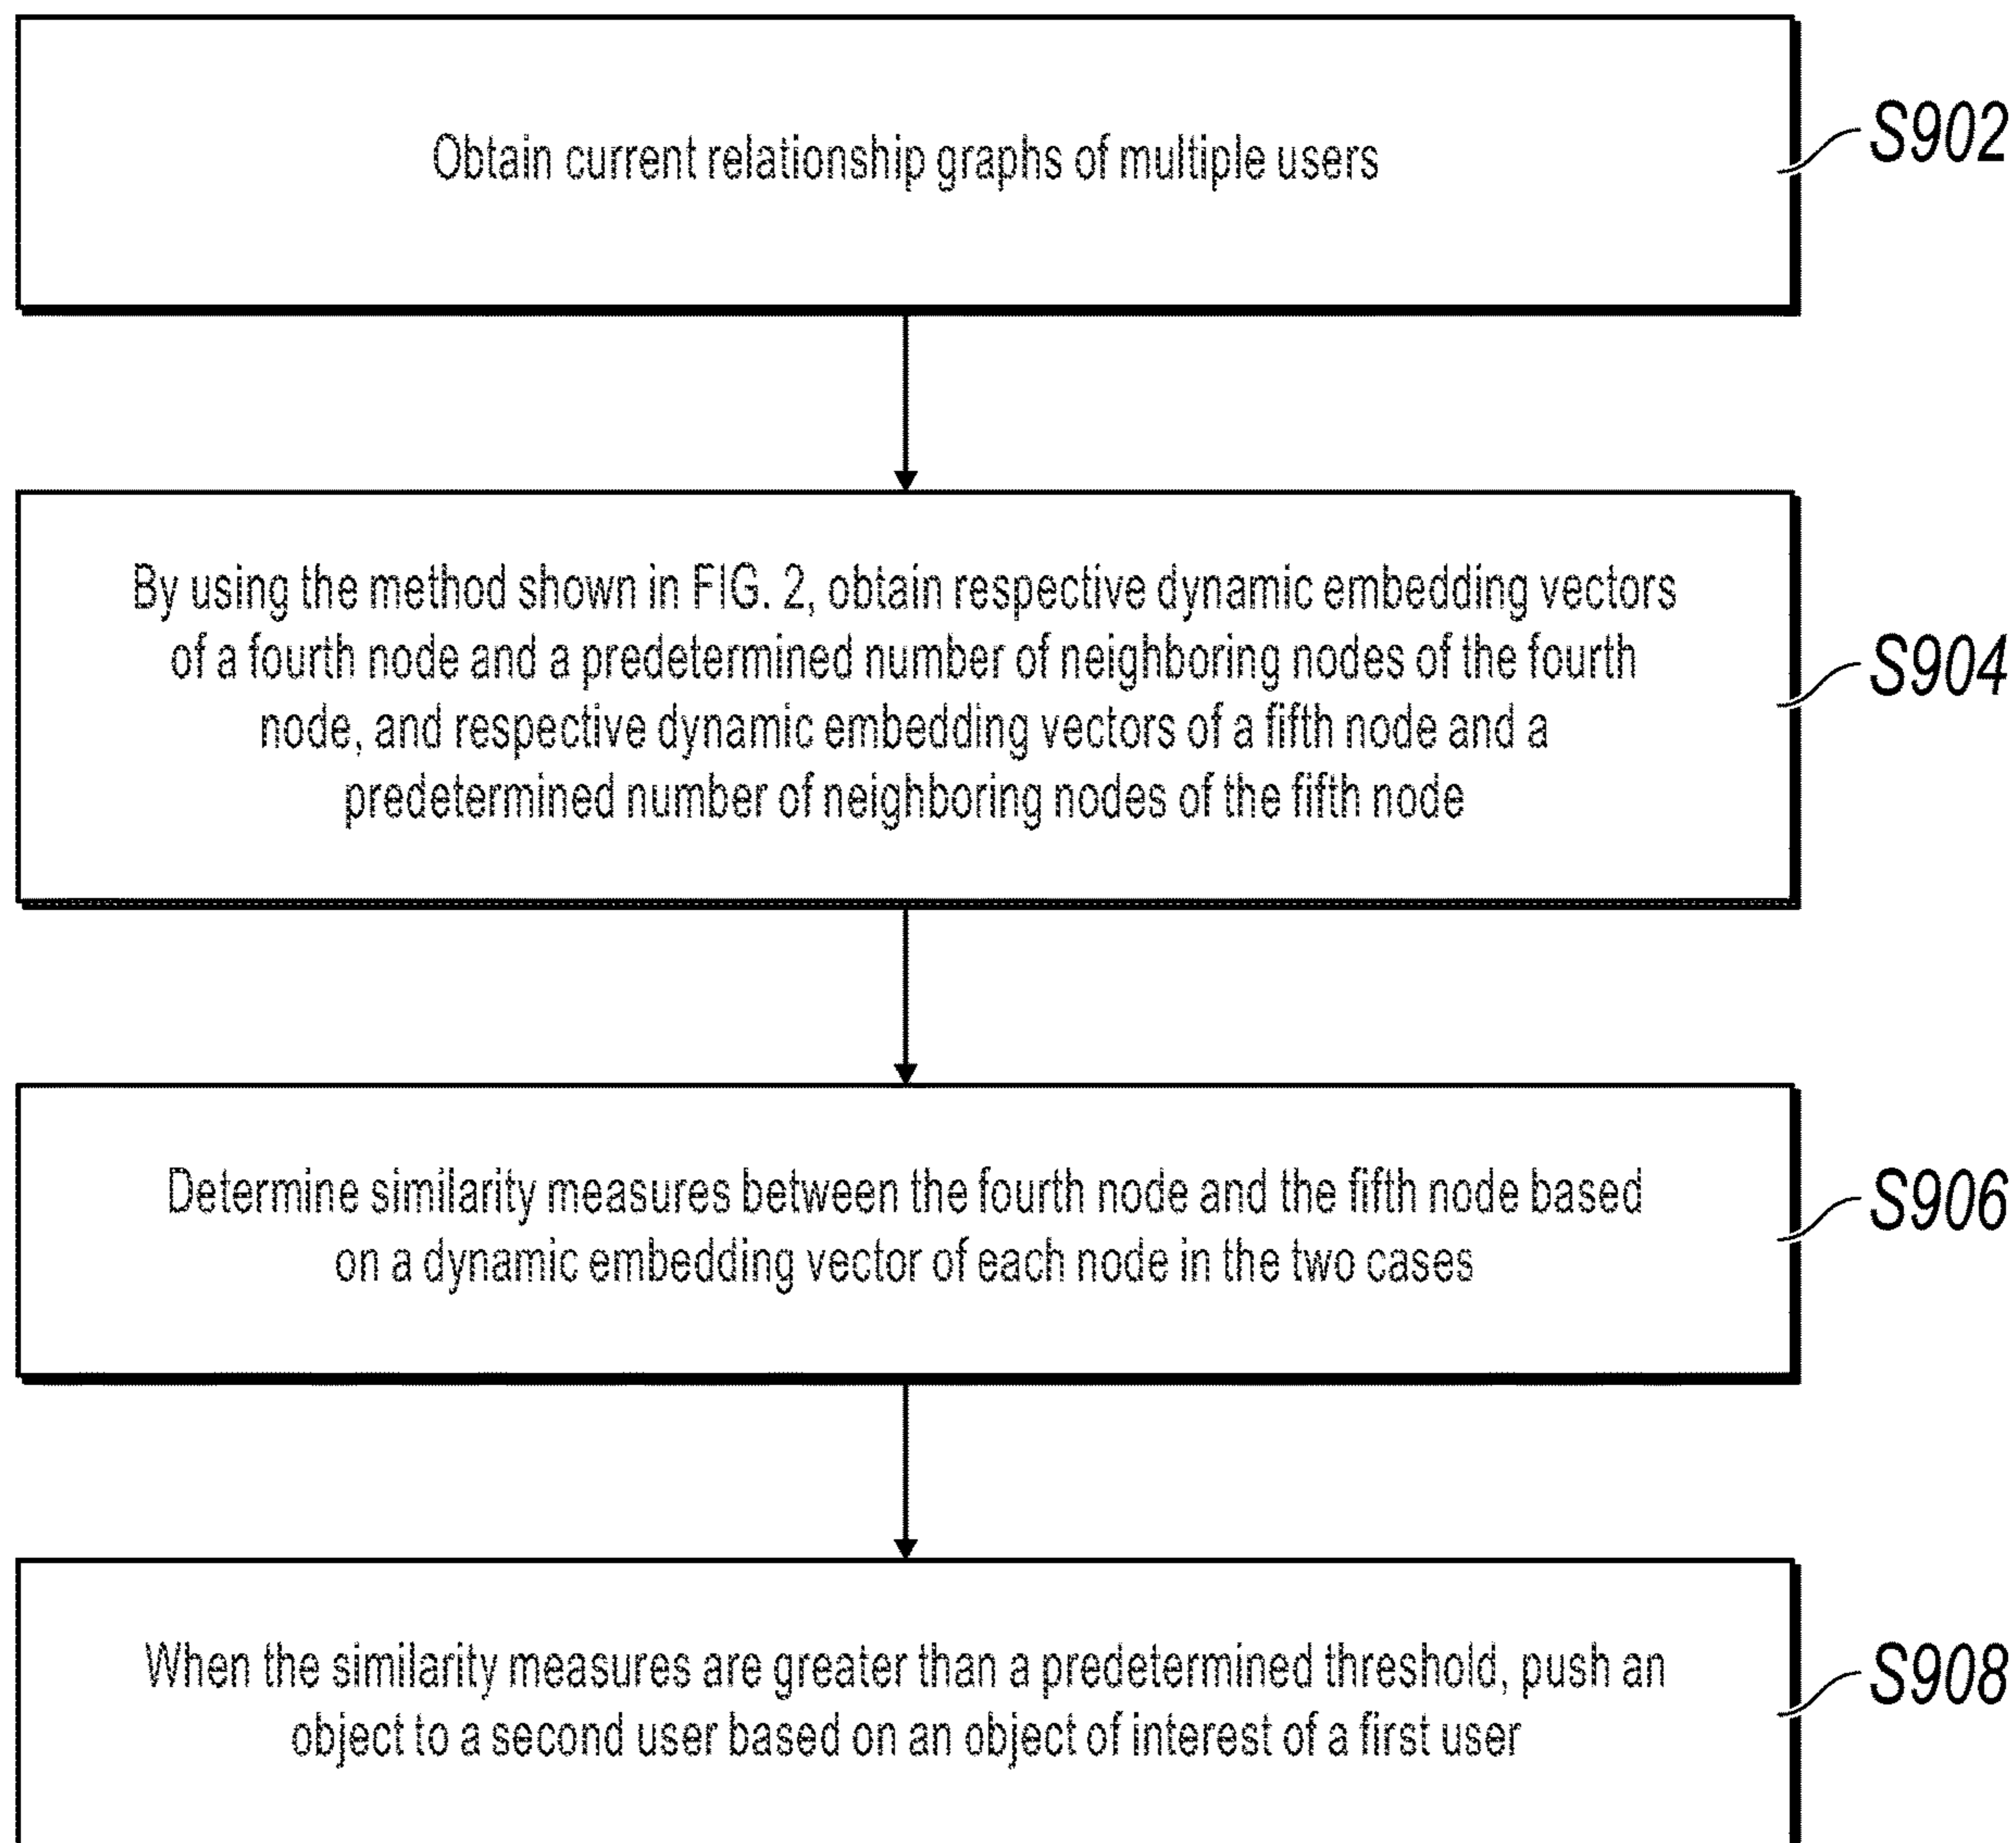 Obtain current relationship graphs of multiple users
S902
By using the method shown in FIG. 2, obtain respective dynamic embedding vectors
of a fourth node and a predetermined number of neighboring nodes of the fourth
node, and respective dynamic embedding vectors of a fifth node and a
predetermined number of neighboring nodes of the fifth node
S904
Determine similarity measures between the fourth node and the fifth node based
on a dynamic embedding vector of each node in the two cases
S906
When the similarity measures are greater than a predetermined threshold, push an
object to a second user based on an object of interest of a first user
S908